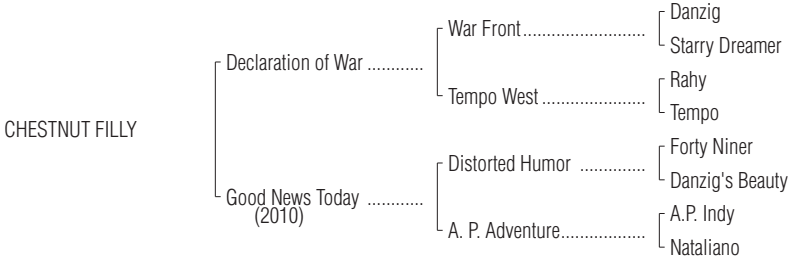 Danzig
War Front..........................
Starry Dreamer
Declaration of War ............
Rahy
Tempo West ......................
Tempo
CHESTNUT FILLY
Forty Niner
Distorted Humor ..............
Danzig's Beauty
Good News Today ............
(2010)
A.P. Indy
A. P. Adventure..................
Nataliano